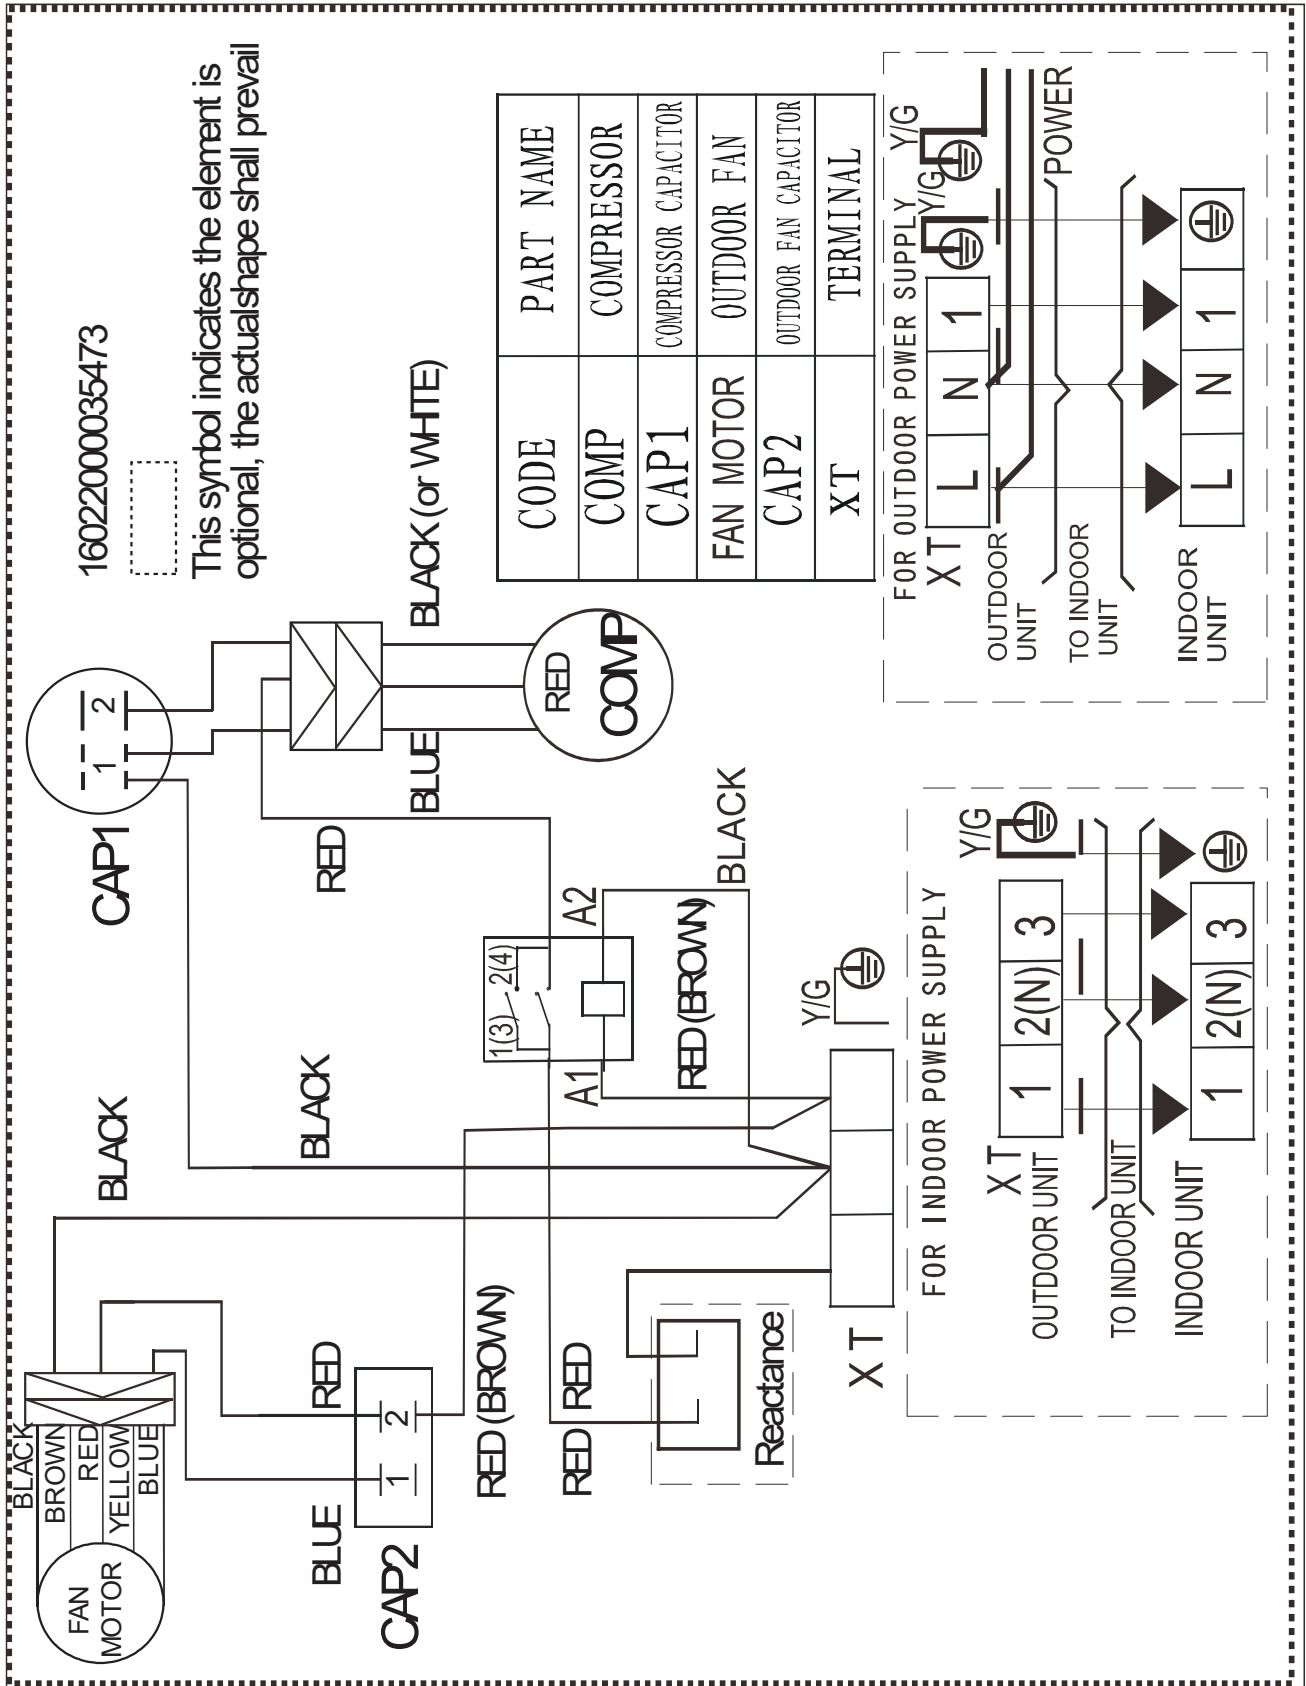 16022000035473
This symbol indicates the element is
optional, the actualshape shall prevail
CAP1
1
2
BLACK
BLACK
RED
BLUE
BLACK(or WHITE)
RED
COMP
FAN
MOTOR
BLACK
BROWN
RED
YELLOW
BLUE
BLUE
RED
CAP2
1
2
RED (BROWN)
RED
RED
Reactance
1(3)
2(4)
A1
A2
RED(BROWN)
BLACK
XT
Y/G
CODE PART NAME
COMP COMPRESSOR
CAP1 COMPRESSOR CAPACITOR
FAN MOTOR OUTDOOR FAN
CAP2 OUTDOOR FAN CAPACITOR
XT TERMINAL
FOR INDOOR POWER SUPPLY
XT
1 2(N) 3
Y/G
OUTDOOR UNIT
TO INDOOR UNIT
INDOOR UNIT
1 2(N) 3
FOR OUTDOOR POWER SUPPLY
XT
L N 1
Y/G
Y/G
OUTDOOR
UNIT
POWER
TO INDOOR
UNIT
INDOOR
UNIT
L N 1